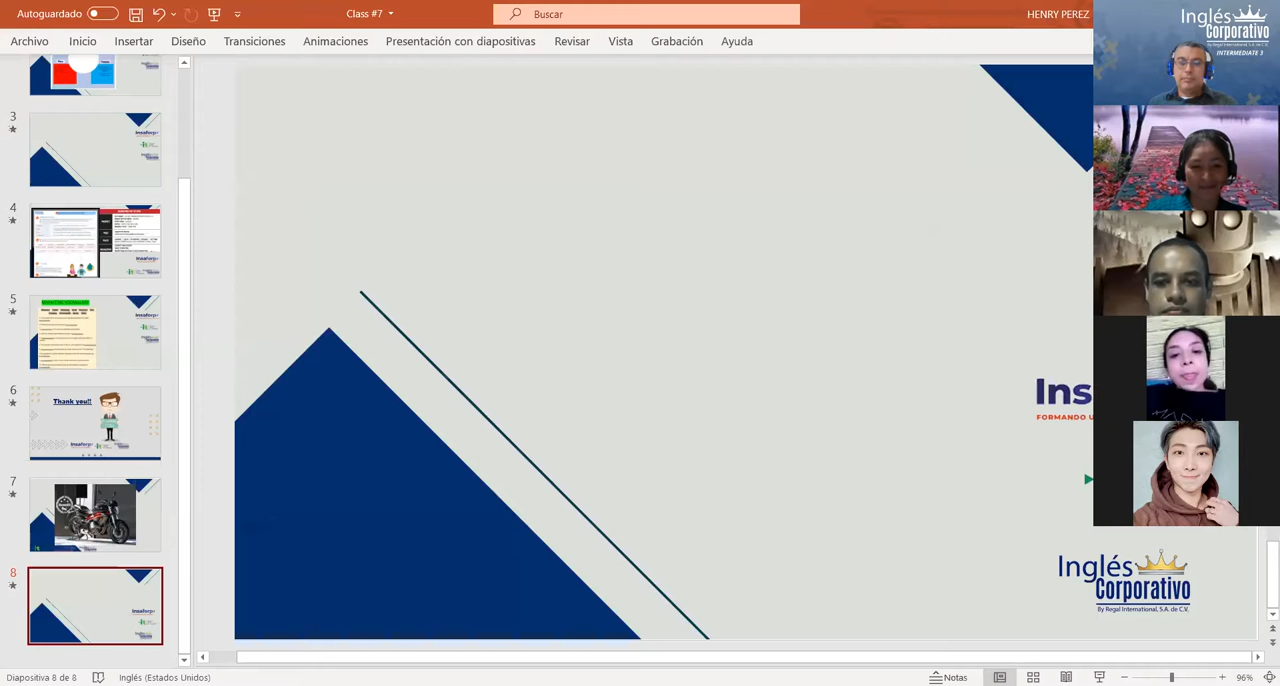 Autoguardado
Class #7
Buscar
HENRY PEREZ
Archivo Inicio Insertar Diseño Transiciones Animaciones Presentación con diapositivas Revisar Vista Grabación Ayuda
Inglés
Corporativo
By Regal International, S.A. de C.V.
INTERMEDIATE 3
3
4
5
6
Thank you!!
7
8
Ins
FORMANDO U
Inglés
Corporativo
By Regal International, S.A. de C.V.
Diapositiva 8 de 8
Inglés (Estados Unidos)
Notas
96%